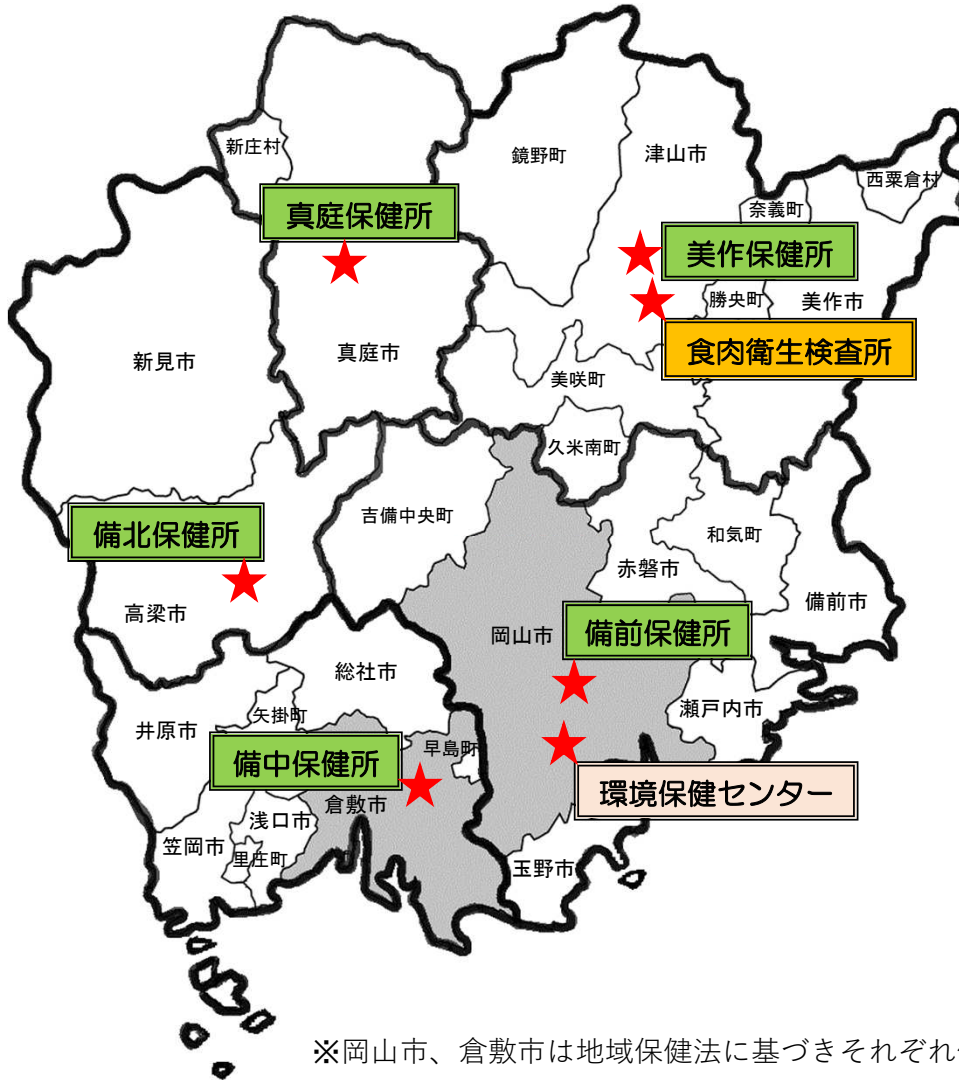 新庄村
鏡野町
津山市
西粟倉村
奈義町
真庭保健所
美作保健所
勝央町
美作市
食肉衛生検査所
新見市
真庭市
美咲町
久米南町
備北保健所
吉備中央町
和気町
赤磐市
高梁市
備前市
岡山市
備前保健所
総社市
瀬戸内市
井原市
矢掛町
備中保健所
早島町
環境保健センター
倉敷市
浅口市
笠岡市
里庄町
玉野市
※岡山市、倉敷市は地域保健法に基づきそれぞれ